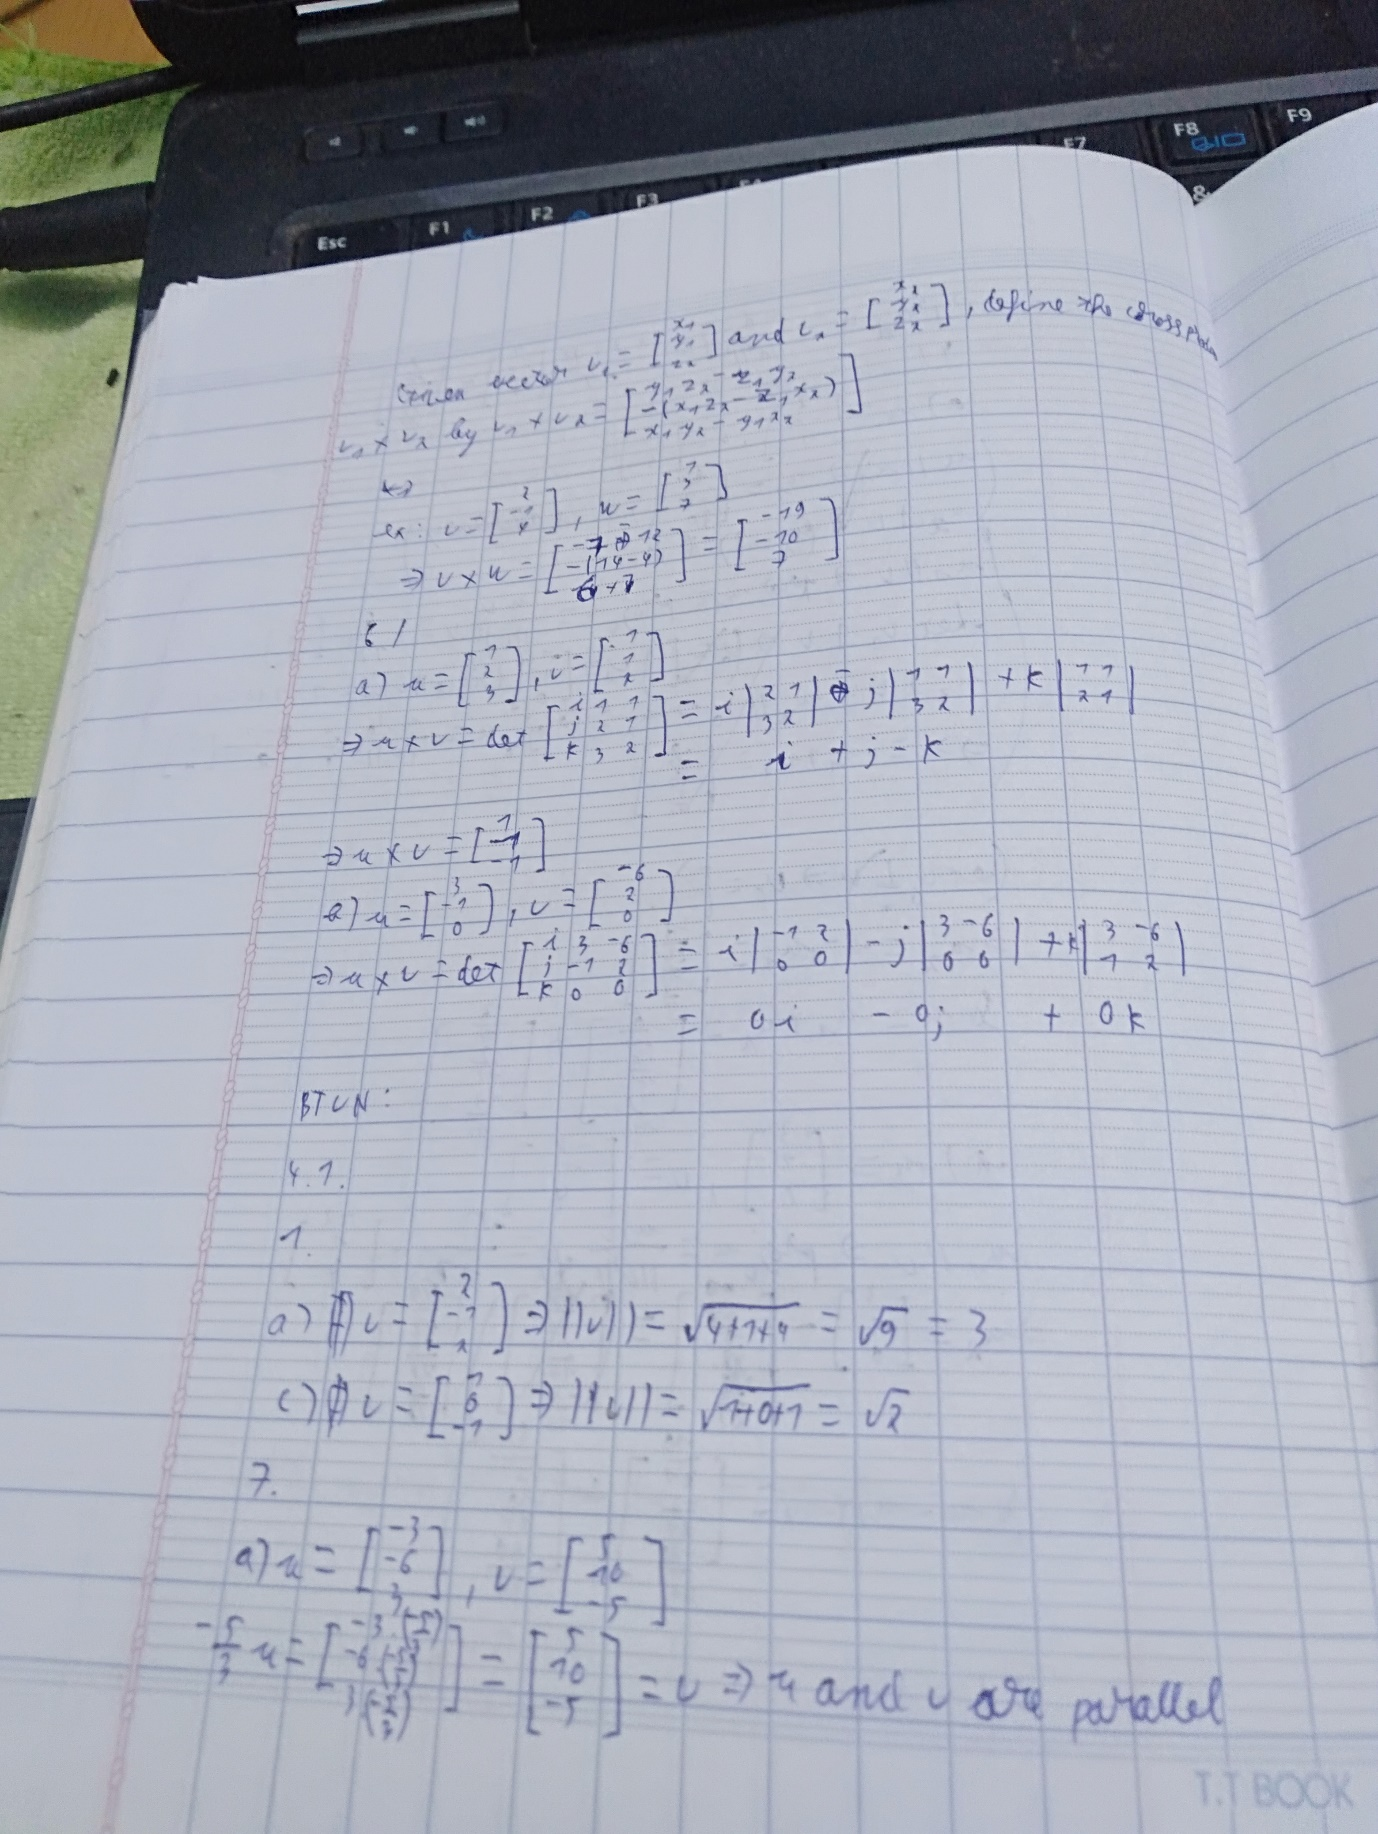 Esc F1 F2 F3 F7 F8 F9
&
Given vector v₁ = [x₁ y₁ z₂] and v₂ = [x₂ y₂ z₂], define the cross
v₁ × v₂ by v₁ × v₂ = [y₁z₂ - z₁y₂ -(x₁z₂ - z₁x₂) x₁y₂ - y₁x₂]
ex: v = [2 -1 4], u = [1 3 7]
⇒ v × u = [-7 - 12 -(14-4) 6+1] = [-19 -10 7]
6/
a) u = [1 2 3], v = [1 1 2]
⇒ u × v = det [i 1 1 j 2 1 k 3 2] = i |2 1 3 2| - j |1 1 3 2| + k |1 1 2 1|
= i + j - k
⇒ u × v = [1 -1 -1]
a) u = [3 -1 0], v = [-6 2 0]
⇒ u × v = det [i 3 -6 j -1 2 k 0 0] = i |-1 2 0 0| - j |3 -6 0 0| + k |3 -6 1 2|
= 0i - 0j + 0k
BTVN:
4.1.
1.
a) v = [2 -1 2] ⇒ ||v|| = √4+1+4 = √9 = 3
c) v = [1 0 -1] ⇒ ||v|| = √1+0+1 = √2
7.
a) u = [-3 -6 3], v = [5 10 -5]
-5/3 u = [-3 (-5/3) -6 (-5/3) 3 (-5/3)] = [5 10 -5] = v ⇒ u and v are parallel
T.T BOOK